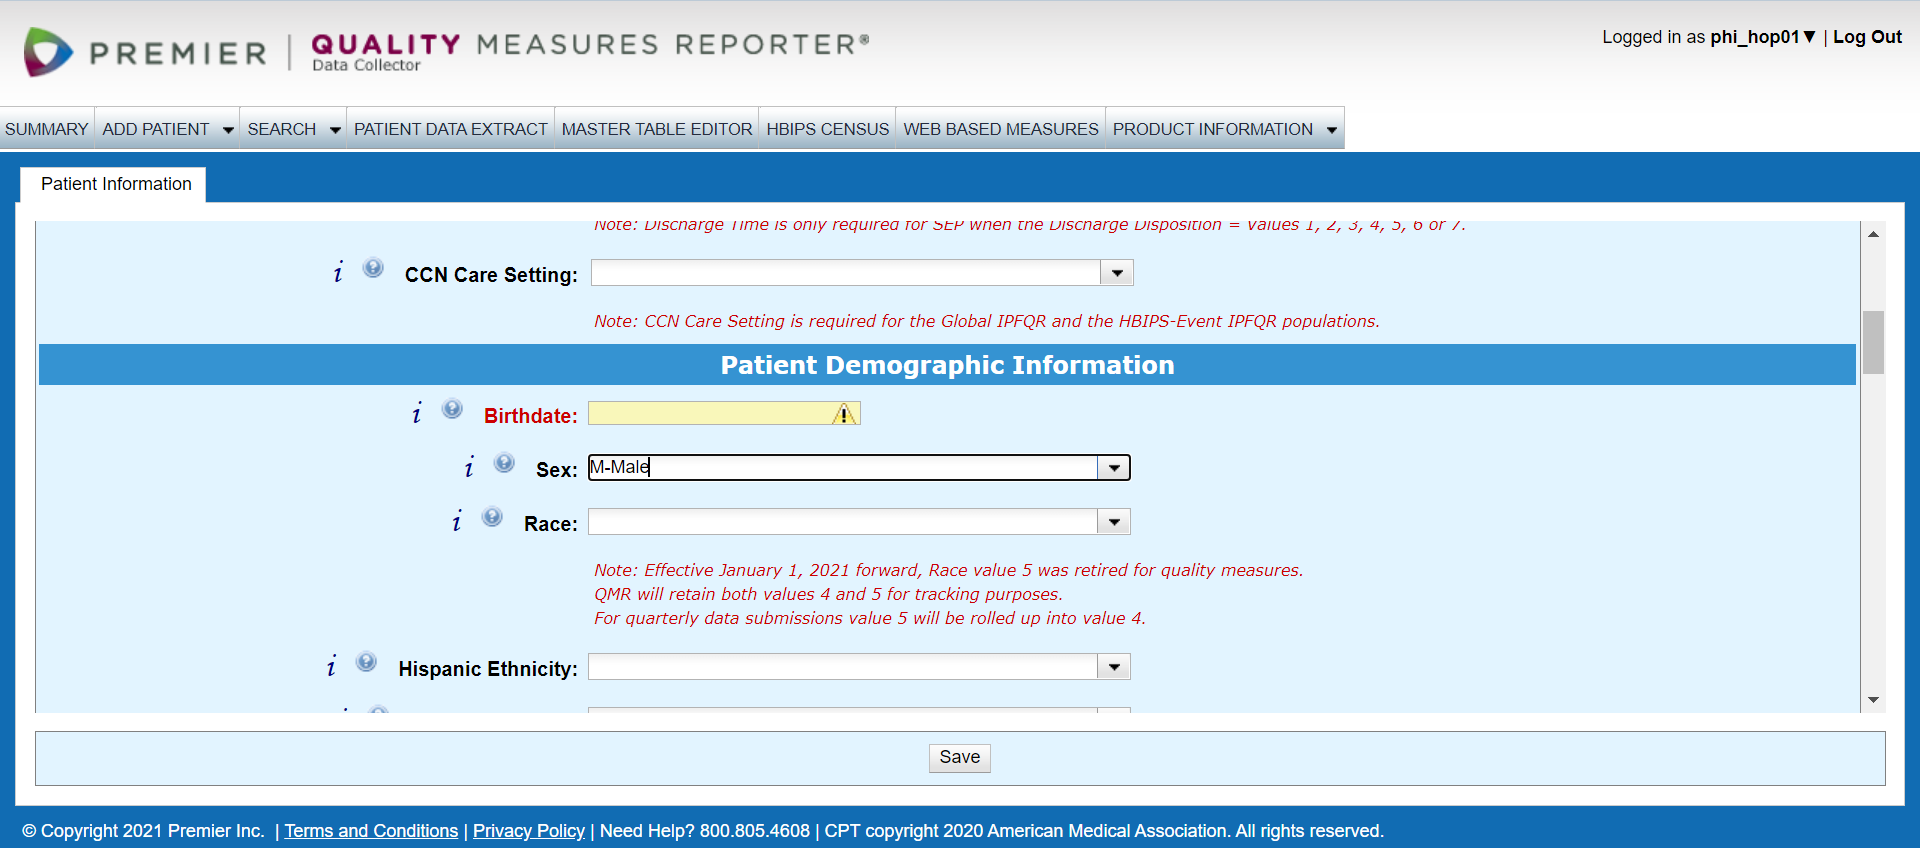 PREMIER | QUALITY MEASURES REPORTER®
Data Collector
Logged in as phi_hop01▼ | Log Out
SUMMARY ADD PATIENT SEARCH PATIENT DATA EXTRACT MASTER TABLE EDITOR HBIPS CENSUS WEB BASED MEASURES PRODUCT INFORMATION
Patient Information
Note: Discharge Time is only required for SEP when the Discharge Disposition = Values 1, 2, 3, 4, 5, 6 or 7.
i ? CCN Care Setting:
Note: CCN Care Setting is required for the Global IPFQR and the HBIPS-Event IPFQR populations.
Patient Demographic Information
i ? Birthdate: !
i ? Sex: M-Male
i ? Race:
Note: Effective January 1, 2021 forward, Race value 5 was retired for quality measures.
QMR will retain both values 4 and 5 for tracking purposes.
For quarterly data submissions value 5 will be rolled up into value 4.
i ? Hispanic Ethnicity:
Save
© Copyright 2021 Premier Inc. | Terms and Conditions | Privacy Policy | Need Help? 800.805.4608 | CPT copyright 2020 American Medical Association. All rights reserved.